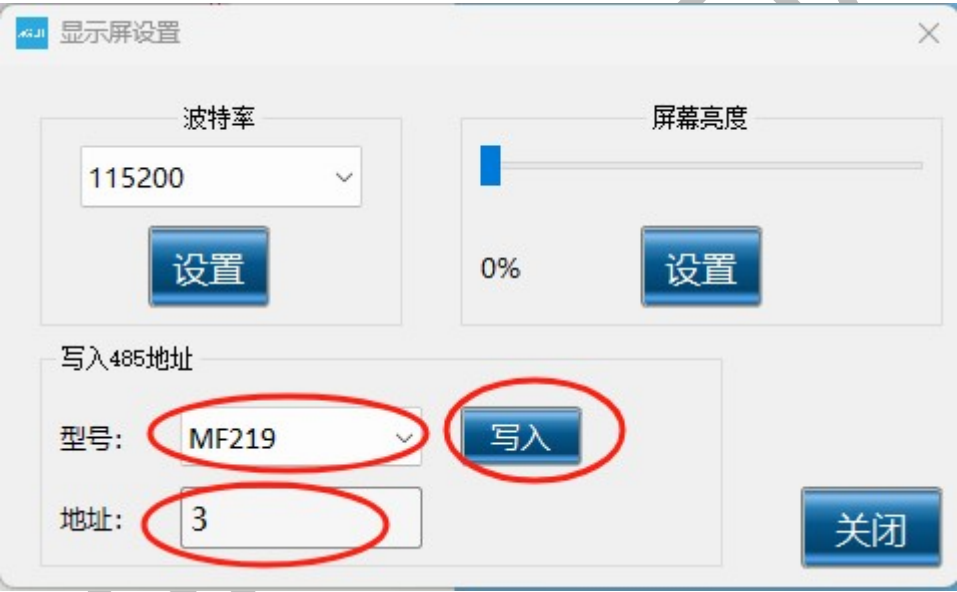 显示屏设置
波特率
115200
设置
屏幕亮度
0%
设置
写入485地址
型号:
MF219
写入
地址:
3
关闭